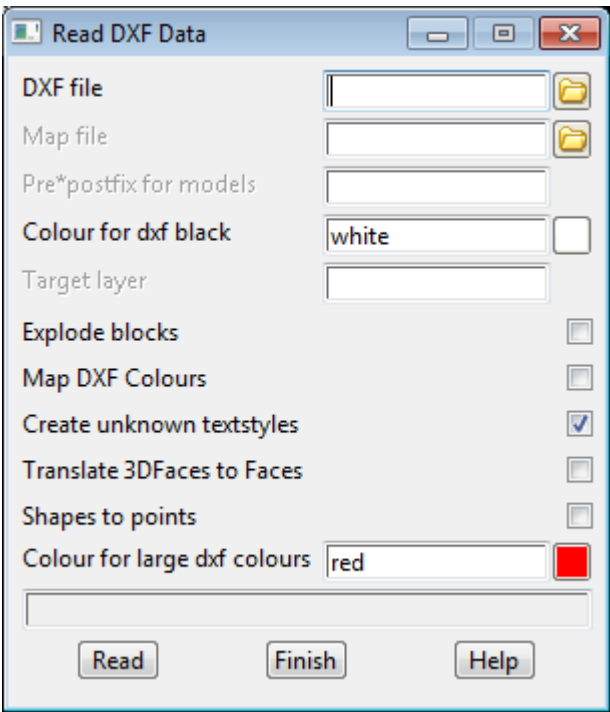 Read DXF Data
DXF file
Map file
Pre*postfix for models
Colour for dxf black white
Target layer
Explode blocks
Map DXF Colours
Create unknown textstyles
Translate 3DFaces to Faces
Shapes to points
Colour for large dxf colours red
Read Finish Help